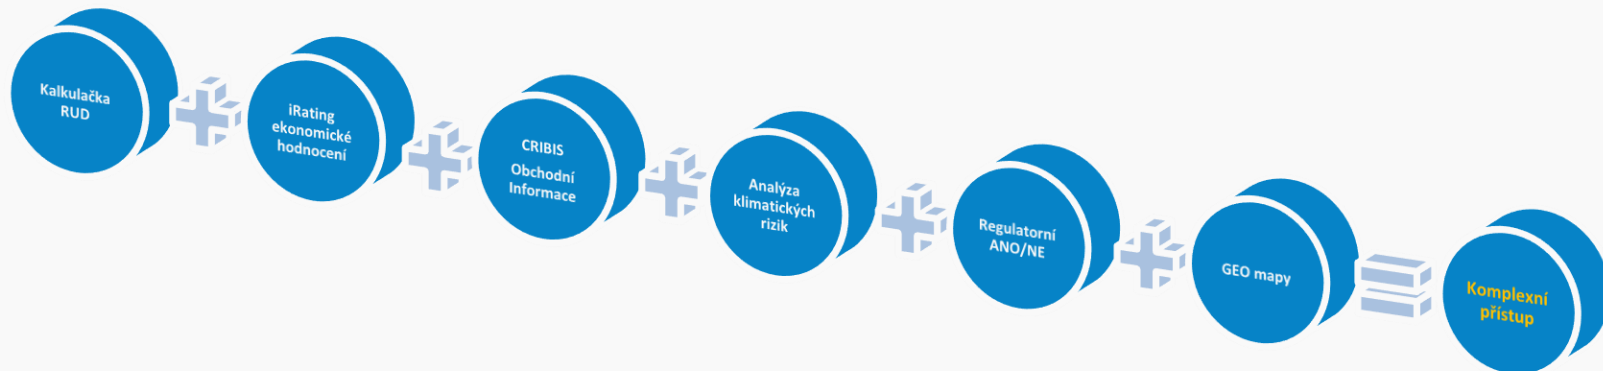 Kalkulačka
RUD
iRating
ekonomické
hodnocení
CRIBIS
Obchodní
Informace
Analýza
klimatických
rizik
Regulatorní
ANO/NE
GEO mapy
Komplexní
přístup